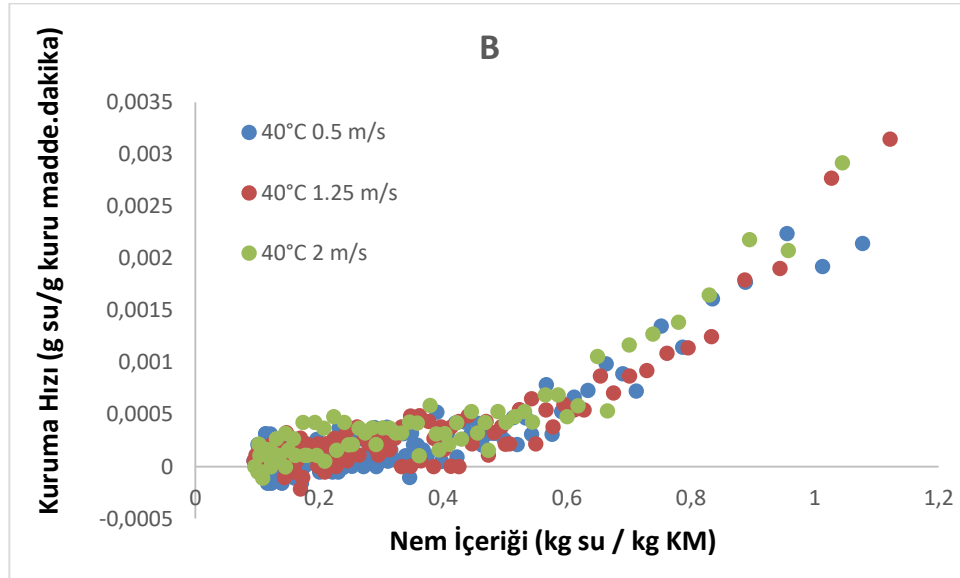 B
0,0035
0,003
0,0025
0,002
0,0015
0,001
0,0005
0
-0,0005
Kuruma Hızı (g su/g kuru madde.dakika)
40°C 0.5 m/s
40°C 1.25 m/s
40°C 2 m/s
0
0,2
0,4
0,6
0,8
1
1,2
Nem İçeriği (kg su / kg KM)